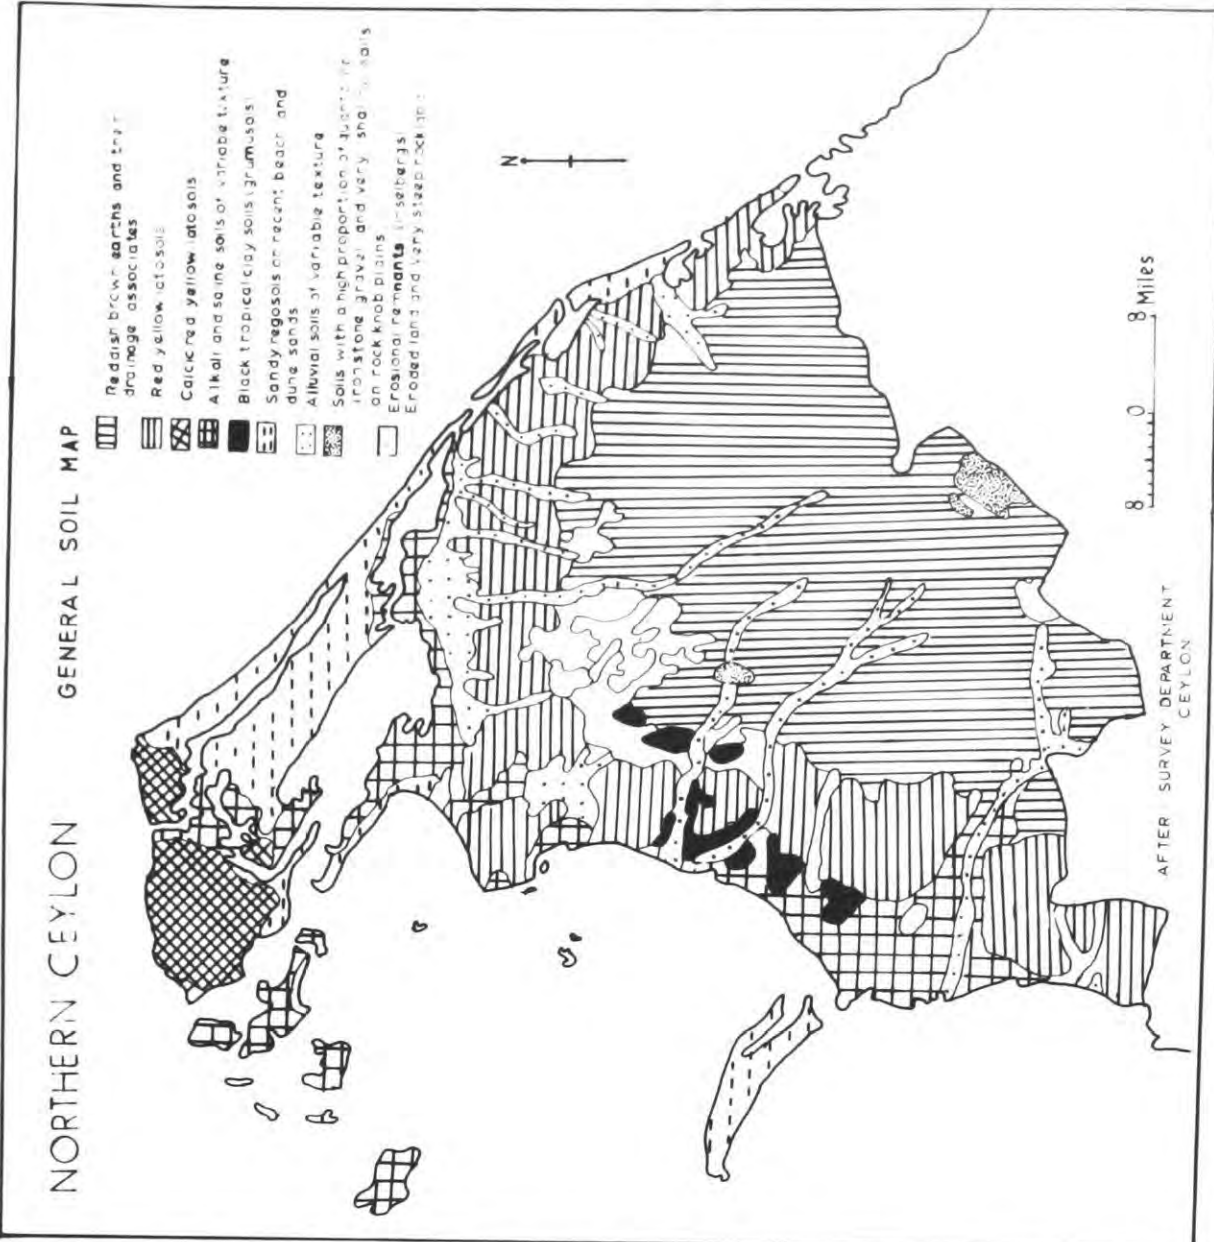 NORTHERN CEYLON
GENERAL SOIL MAP
Reddish brown earths and their
drainage associates
Red yellow latosols
Calcic red yellow latosols
Alkali and saline soils of variabe texture
Black tropical clay soils (grumusols)
Sandy regosols on recent beach and
dune sands
Alluvial soils of variable texture
Soils with a high proportion of
ironstone gravel and very shallow soils
on rock knob plains
Erosional remnants (inselbergs)
Eroded land and very steep rockland
N
8 0 8 Miles
AFTER: SURVEY DEPARTMENT
CEYLON